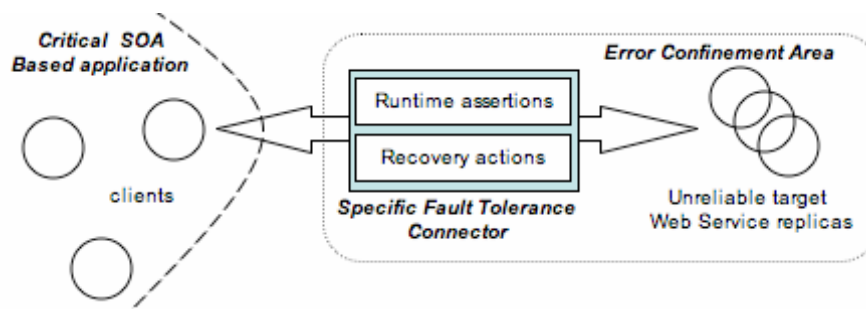 Critical SOA
Based application
clients
Runtime assertions
Recovery actions
Specific Fault Tolerance
Connector
Error Confinement Area
Unreliable target
Web Service replicas